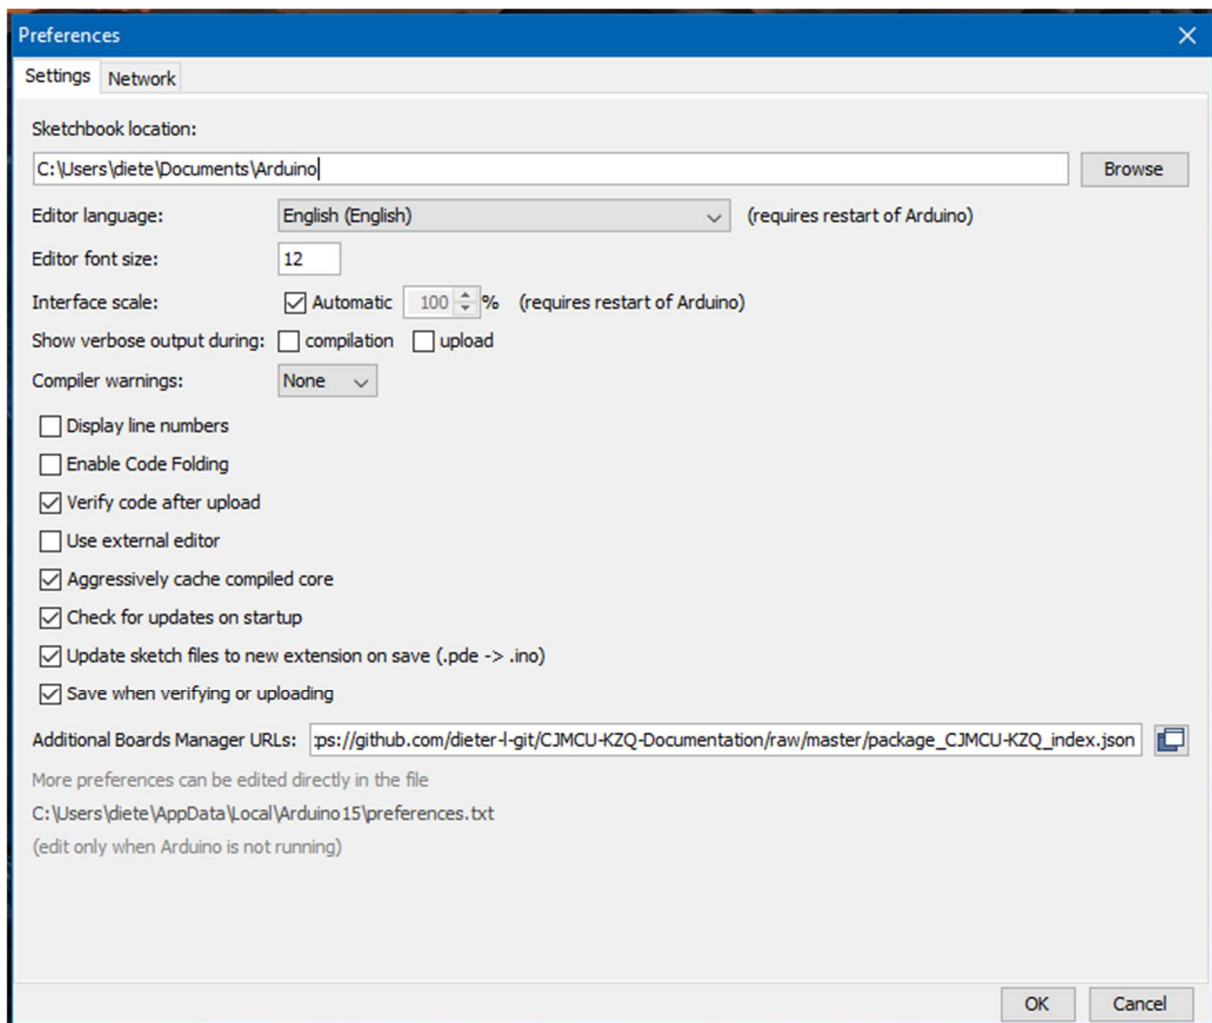 Preferences
Settings Network
Sketchbook location:
C:\Users\diete\Documents\Arduino Browse
Editor language: English (English) (requires restart of Arduino)
Editor font size: 12
Interface scale: Automatic 100 % (requires restart of Arduino)
Show verbose output during: compilation upload
Compiler warnings: None
Display line numbers
Enable Code Folding
Verify code after upload
Use external editor
Aggressively cache compiled core
Check for updates on startup
Update sketch files to new extension on save (.pde -> .ino)
Save when verifying or uploading
Additional Boards Manager URLs: ps://github.com/dieter-l-git/CJMCU-KZQ-Documentation/raw/master/package_CJMCU-KZQ_index.json
More preferences can be edited directly in the file
C:\Users\diete\AppData\Local\Arduino15\preferences.txt
(edit only when Arduino is not running)
OK Cancel